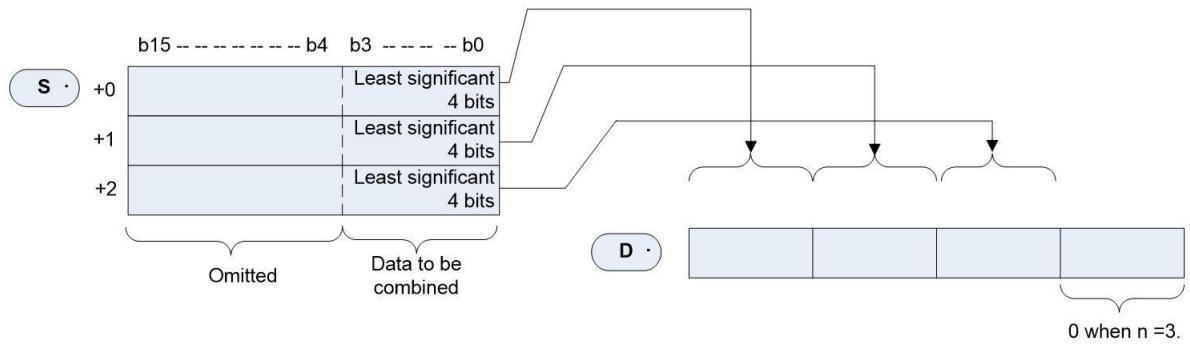 b15 -- -- -- -- -- -- -- b4 b3 -- -- -- -- b0
S · +0 Least significant
4 bits
+1 Least significant
4 bits
+2 Least significant
4 bits
Omitted
Data to be
combined
D ·
0 when n =3.